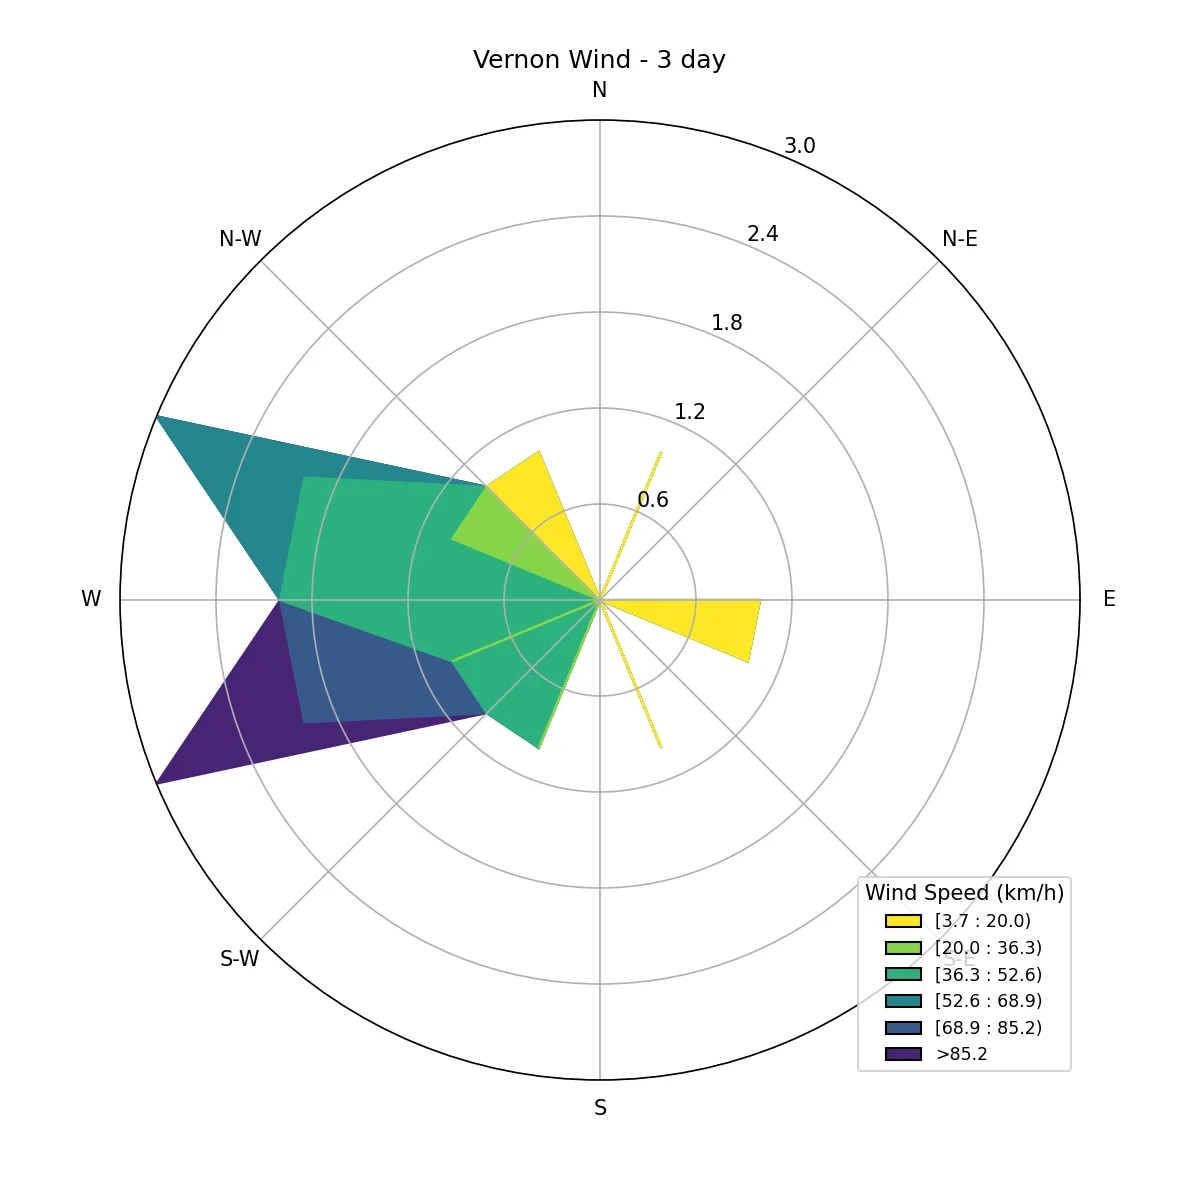 Vernon Wind - 3 day
N
3.0
N-W
2.4
N-E
1.8
1.2
0.6
W
E
Wind Speed (km/h)
[3.7 : 20.0)
[20.0 : 36.3)
S-W
S-E
[36.3 : 52.6)
[52.6 : 68.9)
[68.9 : 85.2)
>85.2
S